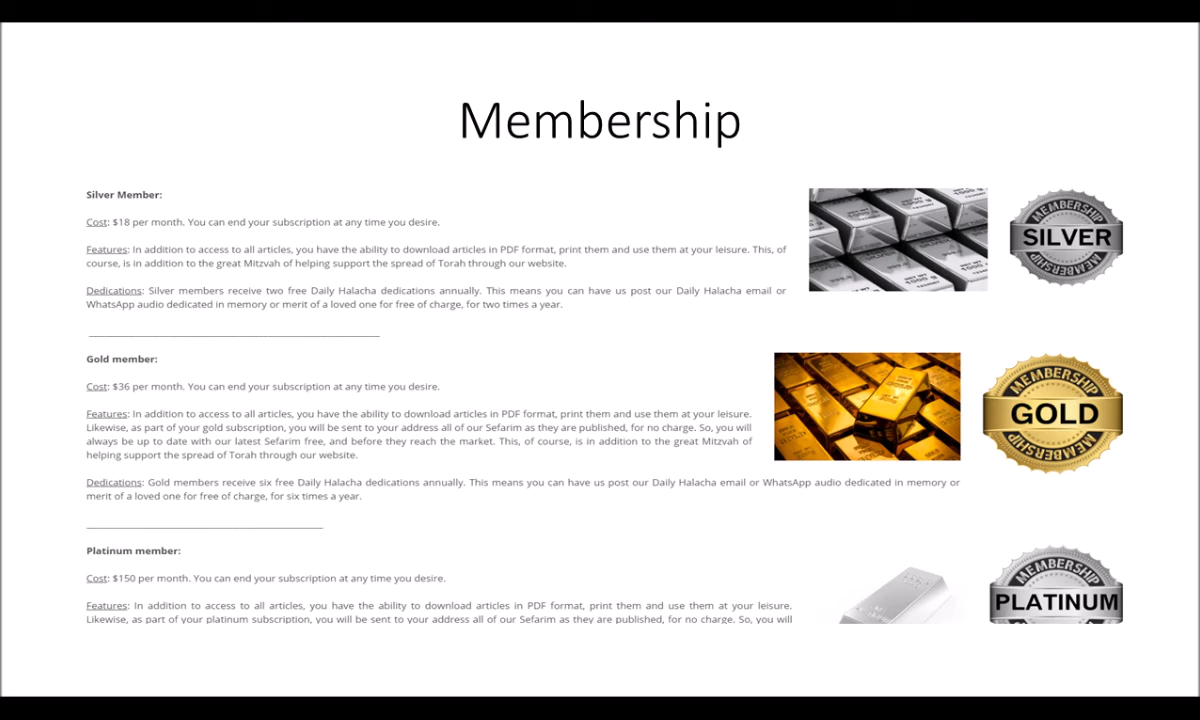 Membership
Silver Member:
Cost: $18 per month. You can end your subscription at any time you desire.
Features: In addition to access to all articles, you have the ability to download articles in PDF format, print them and use them at your leisure. This, of
course, is in addition to the great Mitzvah of helping support the spread of Torah through our website.
Dedications: Silver members receive two free Daily Halacha dedications annually. This means you can have us post our Daily Halacha email or
WhatsApp audio dedicated in memory or merit of a loved one for free of charge, for two times a year.
MEMBERSHIP
SILVER
MEMBERSHIP
Gold member:
Cost: $36 per month. You can end your subscription at any time you desire.
Features: In addition to access to all articles, you have the ability to download articles in PDF format, print them and use them at your leisure.
Likewise, as part of your gold subscription, you will be sent to your address all of our Sefarim as they are published, for no charge. So, you will
always be up to date with our latest Sefarim free, and before they reach the market. This, of course, is in addition to the great Mitzvah of
helping support the spread of Torah through our website.
Dedications: Gold members receive six free Daily Halacha dedications annually. This means you can have us post our Daily Halacha email or WhatsApp audio dedicated in memory or
merit of a loved one for free of charge, for six times a year.
MEMBERSHIP
GOLD
MEMBERSHIP
Platinum member:
Cost: $150 per month. You can end your subscription at any time you desire.
Features: In addition to access to all articles, you have the ability to download articles in PDF format, print them and use them at your leisure.
Likewise, as part of your platinum subscription, you will be sent to your address all of our Sefarim as they are published, for no charge. So, you will
MEMBERSHIP
PLATINUM